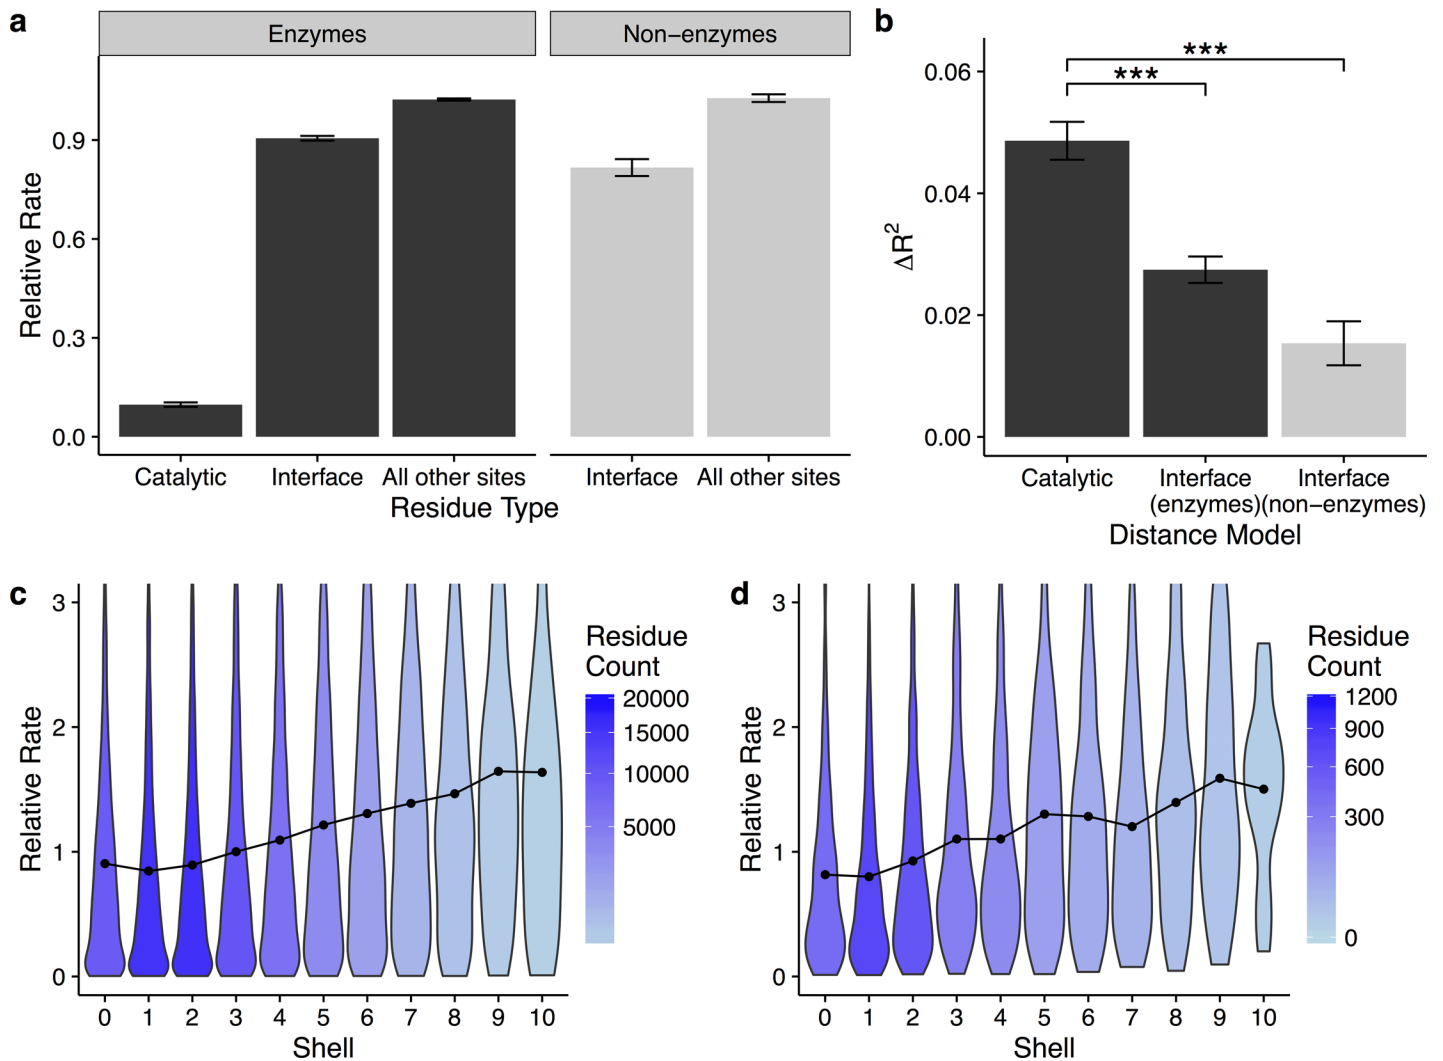 a
Enzymes
Non−enzymes
Relative Rate
0.9
0.6
0.3
0.0
Catalytic
Interface
All other sites
Interface
All other sites
Residue Type
b
***
***
ΔR2
0.06
0.04
0.02
0.00
Catalytic
Interface
(enzymes)
Interface
(non−enzymes)
Distance Model
c
Relative Rate
3
2
1
0
0 1 2 3 4 5 6 7 8 9 10
Shell
Residue
Count
20000
15000
10000
5000
d
Relative Rate
3
2
1
0
0 1 2 3 4 5 6 7 8 9 10
Shell
Residue
Count
1200
900
600
300
0